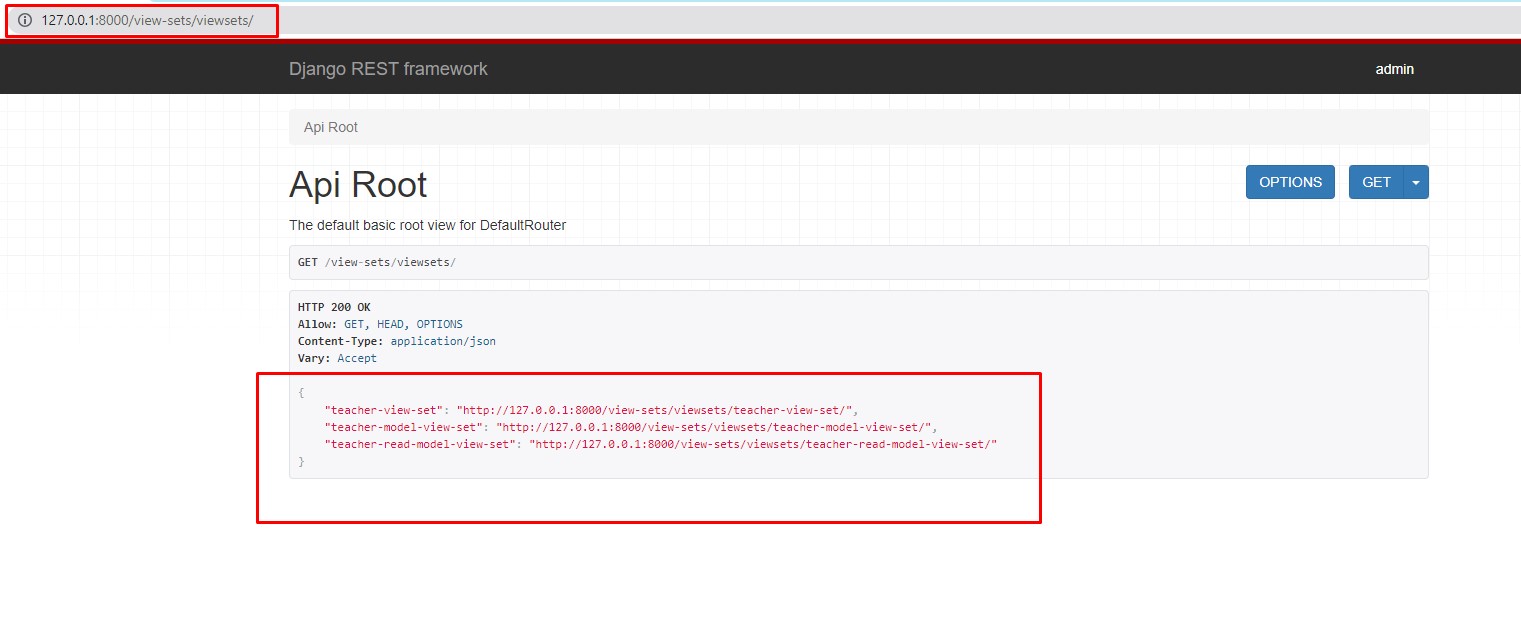 127.0.0.1:8000/view-sets/viewsets/
Django REST framework admin
Api Root
Api Root
OPTIONS GET
The default basic root view for DefaultRouter
GET /view-sets/viewsets/
HTTP 200 OK
Allow: GET, HEAD, OPTIONS
Content-Type: application/json
Vary: Accept
{
"teacher-view-set": "http://127.0.0.1:8000/view-sets/viewsets/teacher-view-set/",
"teacher-model-view-set": "http://127.0.0.1:8000/view-sets/viewsets/teacher-model-view-set/",
"teacher-read-model-view-set": "http://127.0.0.1:8000/view-sets/viewsets/teacher-read-model-view-set/"
}